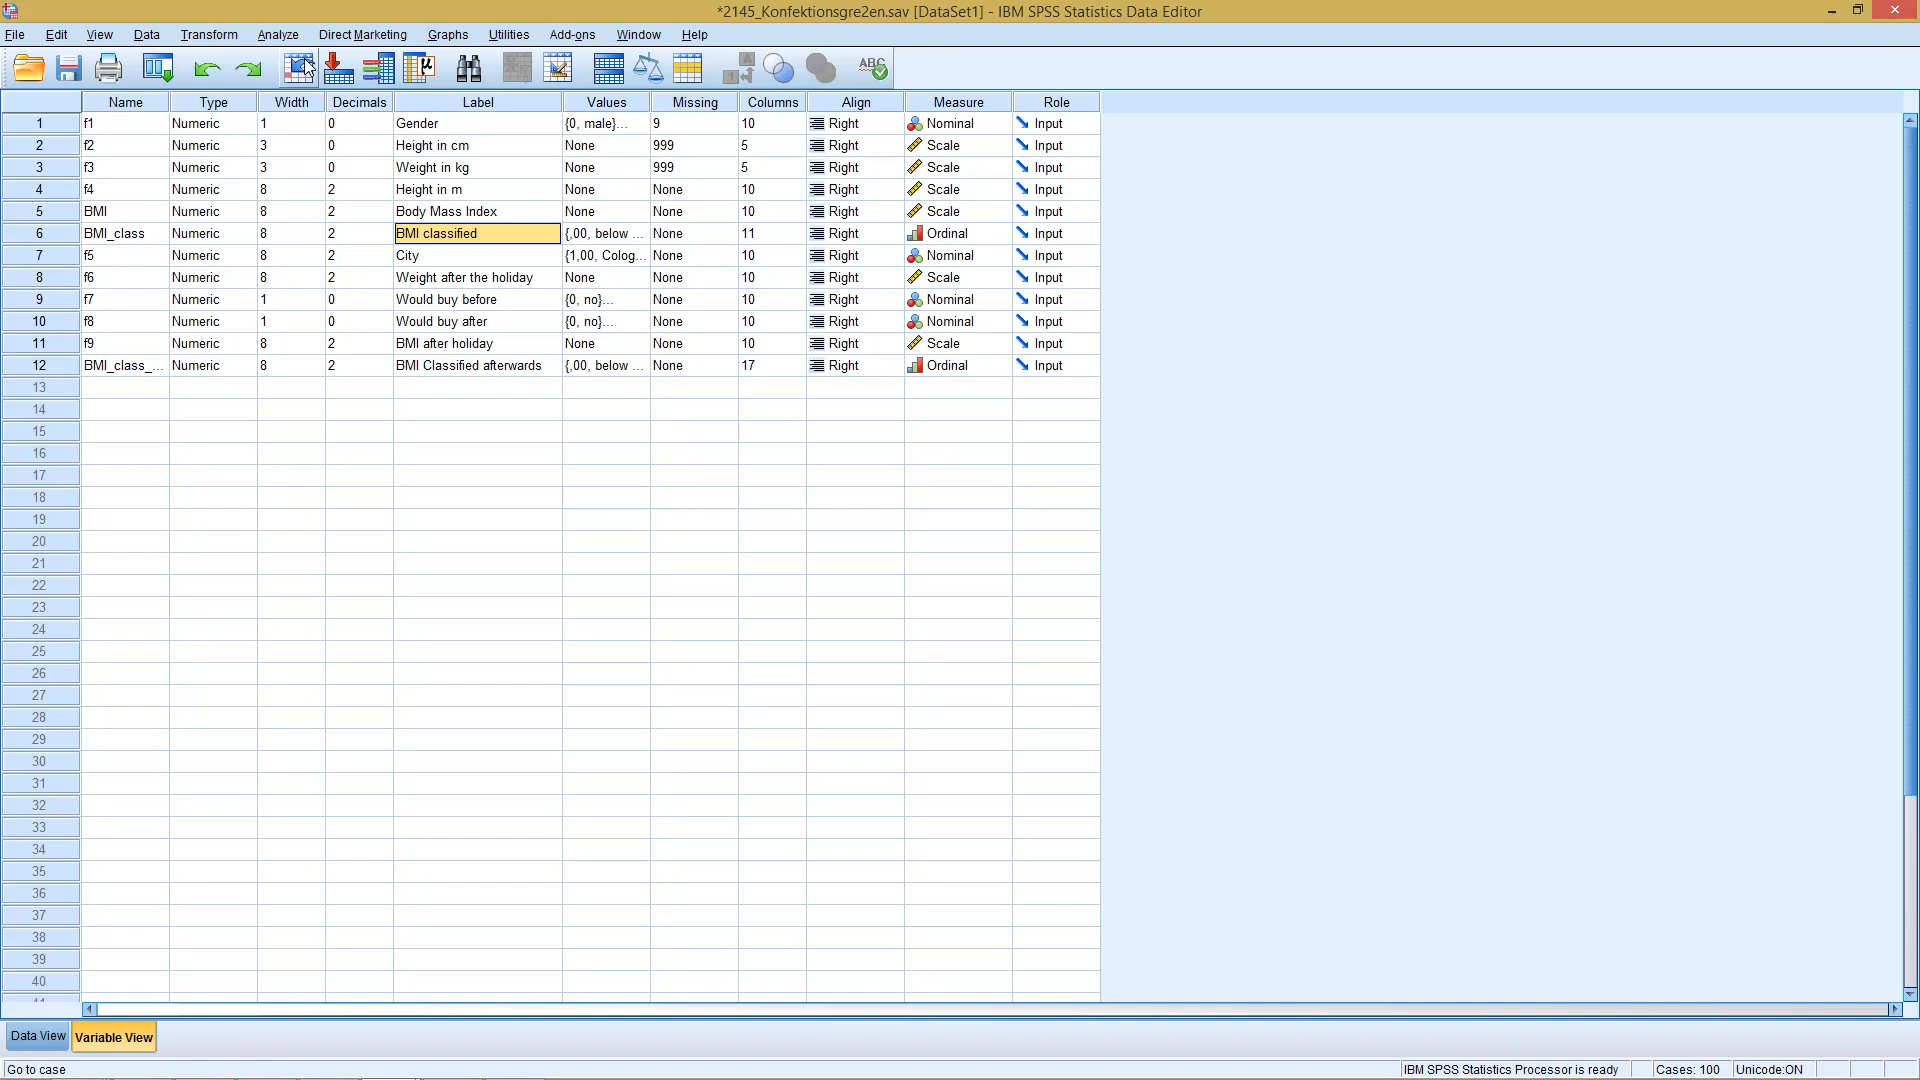 *2145_Konfektionsgre2en.sav [DataSet1] - IBM SPSS Statistics Data Editor
File Edit View Data Transform Analyze Direct Marketing Graphs Utilities Add-ons Window Help
Name Type Width Decimals Label Values Missing Columns Align Measure Role
1 f1 Numeric 1 0 Gender {0, male}... 9 10 Right Nominal Input
2 f2 Numeric 3 0 Height in cm None 999 5 Right Scale Input
3 f3 Numeric 3 0 Weight in kg None 999 5 Right Scale Input
4 f4 Numeric 8 2 Height in m None None 10 Right Scale Input
5 BMI Numeric 8 2 Body Mass Index None None 10 Right Scale Input
6 BMI_class Numeric 8 2 BMI classified {,00, below ... None 11 Right Ordinal Input
7 f5 Numeric 8 2 City {1,00, Colog... None 10 Right Nominal Input
8 f6 Numeric 8 2 Weight after the holiday None None 10 Right Scale Input
9 f7 Numeric 1 0 Would buy before {0, no}... None 10 Right Nominal Input
10 f8 Numeric 1 0 Would buy after {0, no}... None 10 Right Nominal Input
11 f9 Numeric 8 2 BMI after holiday None None 10 Right Scale Input
12 BMI_class_... Numeric 8 2 BMI Classified afterwards {,00, below ... None 17 Right Ordinal Input
13
14
15
16
17
18
19
20
21
22
23
24
25
26
27
28
29
30
31
32
33
34
35
36
37
38
39
40
41
Data View Variable View
Go to case IBM SPSS Statistics Processor is ready Cases: 100 Unicode:ON